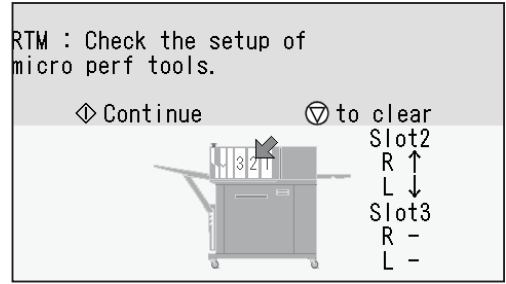 RTM : Check the setup of
micro perf tools.
Continue to clear
3 2 1
Slot2
R ↑
L ↓
Slot3
R -
L -